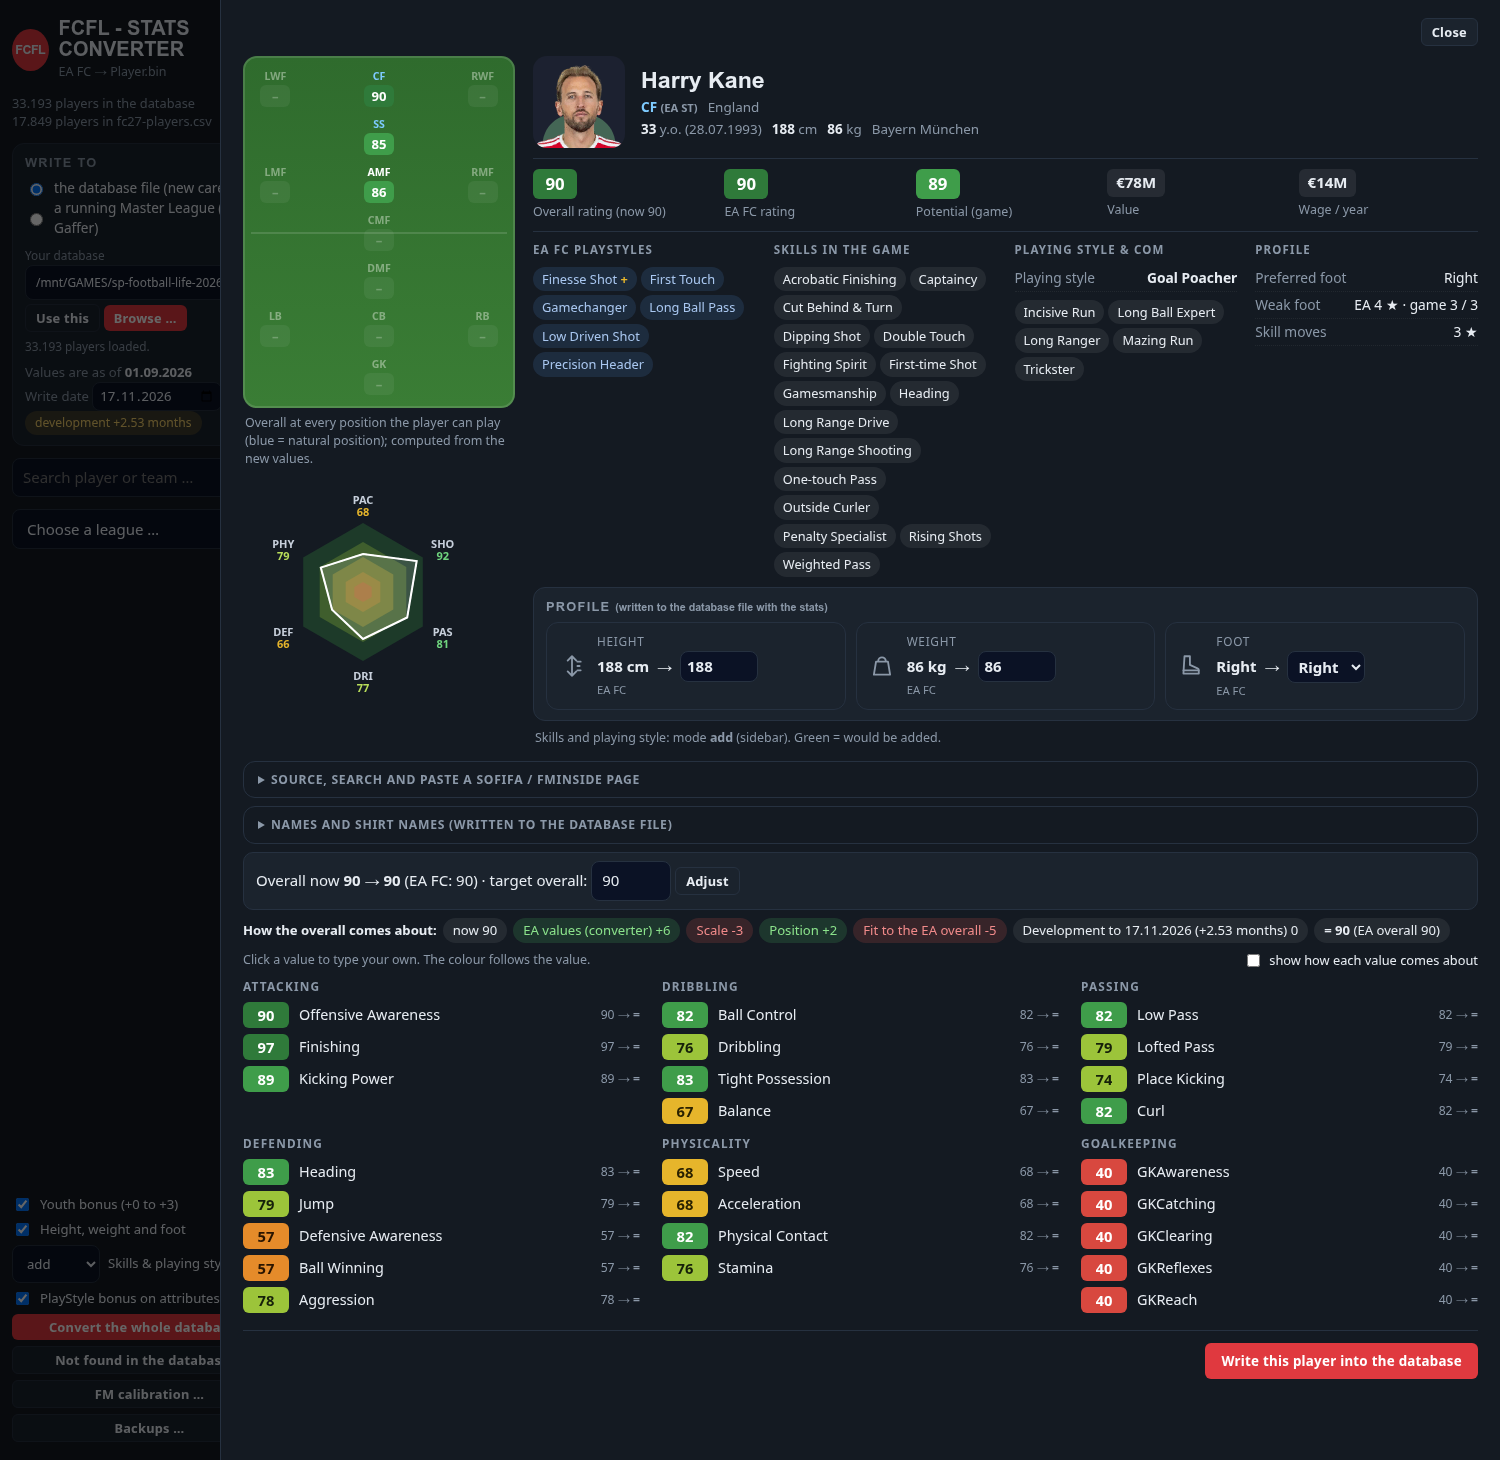 FCFL
FCFL - STATS CONVERTER
EA FC → Player.bin
33.193 players in the database
17.849 players in fc27-players.csv
WRITE TO
the database file (new care
a running Master League (
Gaffer)
Your database
/mnt/GAMES/sp-football-life-2026
Use this
Browse ...
33.193 players loaded.
Values are as of 01.09.2026
Write date 17.11.2026
development +2.53 months
Search player or team ...
Choose a league ...
Youth bonus (+0 to +3)
Height, weight and foot
add
Skills & playing sty
PlayStyle bonus on attributes
Convert the whole databa
Not found in the databas
FM calibration ...
Backups ...
Close
LWF CF RWF
– 90 –
SS
85
LMF AMF RMF
– 86 –
CMF
–
DMF
–
LB CB RB
– – –
GK
–
Overall at every position the player can play
(blue = natural position); computed from the
new values.
PAC
68
PHY
79
SHO
92
DEF
66
PAS
81
DRI
77
Harry Kane
CF (EA ST) England
33 y.o. (28.07.1993) 188 cm 86 kg Bayern München
90
Overall rating (now 90)
90
EA FC rating
89
Potential (game)
€78M
Value
€14M
Wage / year
EA FC PLAYSTYLES
Finesse Shot + First Touch
Gamechanger Long Ball Pass
Low Driven Shot
Precision Header
SKILLS IN THE GAME
Acrobatic Finishing Captaincy
Cut Behind & Turn
Dipping Shot Double Touch
Fighting Spirit First-time Shot
Gamesmanship Heading
Long Range Drive
Long Range Shooting
One-touch Pass
Outside Curler
Penalty Specialist Rising Shots
Weighted Pass
PLAYING STYLE & COM
Playing style Goal Poacher
Incisive Run Long Ball Expert
Long Ranger Mazing Run
Trickster
PROFILE
Preferred foot Right
Weak foot EA 4 ★ · game 3 / 3
Skill moves 3 ★
PROFILE (written to the database file with the stats)
HEIGHT
188 cm → 188
EA FC
WEIGHT
86 kg → 86
EA FC
FOOT
Right → Right
EA FC
Skills and playing style: mode add (sidebar). Green = would be added.
▶ SOURCE, SEARCH AND PASTE A SOFIFA / FMINSIDE PAGE
▶ NAMES AND SHIRT NAMES (WRITTEN TO THE DATABASE FILE)
Overall now 90 → 90 (EA FC: 90) · target overall: 90 Adjust
How the overall comes about: now 90 EA values (converter) +6 Scale -3 Position +2 Fit to the EA overall -5 Development to 17.11.2026 (+2.53 months) 0 = 90 (EA overall 90)
Click a value to type your own. The colour follows the value.
show how each value comes about
ATTACKING
90 Offensive Awareness 90 → =
97 Finishing 97 → =
89 Kicking Power 89 → =
DRIBBLING
82 Ball Control 82 → =
76 Dribbling 76 → =
83 Tight Possession 83 → =
67 Balance 67 → =
PASSING
82 Low Pass 82 → =
79 Lofted Pass 79 → =
74 Place Kicking 74 → =
82 Curl 82 → =
DEFENDING
83 Heading 83 → =
79 Jump 79 → =
57 Defensive Awareness 57 → =
57 Ball Winning 57 → =
78 Aggression 78 → =
PHYSICALITY
68 Speed 68 → =
68 Acceleration 68 → =
82 Physical Contact 82 → =
76 Stamina 76 → =
GOALKEEPING
40 GKAwareness 40 → =
40 GKCatching 40 → =
40 GKClearing 40 → =
40 GKReflexes 40 → =
40 GKReach 40 → =
Write this player into the database